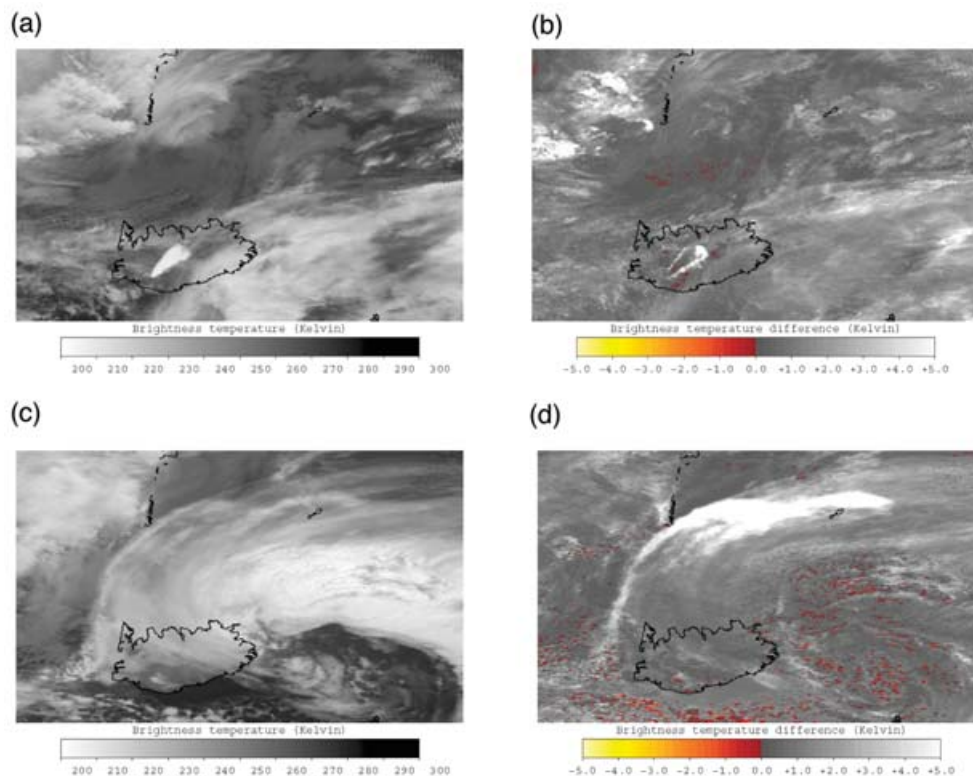 (a)
(b)
Brightness temperature (Kelvin)
200 210 220 230 240 250 260 270 280 290 300
Brightness temperature difference (Kelvin)
-5.0 -4.0 -3.0 -2.0 -1.0 0.0 +1.0 +2.0 +3.0 +4.0 +5.0
(c)
(d)
Brightness temperature (Kelvin)
200 210 220 230 240 250 260 270 280 290 300
Brightness temperature difference (Kelvin)
-5.0 -4.0 -3.0 -2.0 -1.0 0.0 +1.0 +2.0 +3.0 +4.0 +5.0